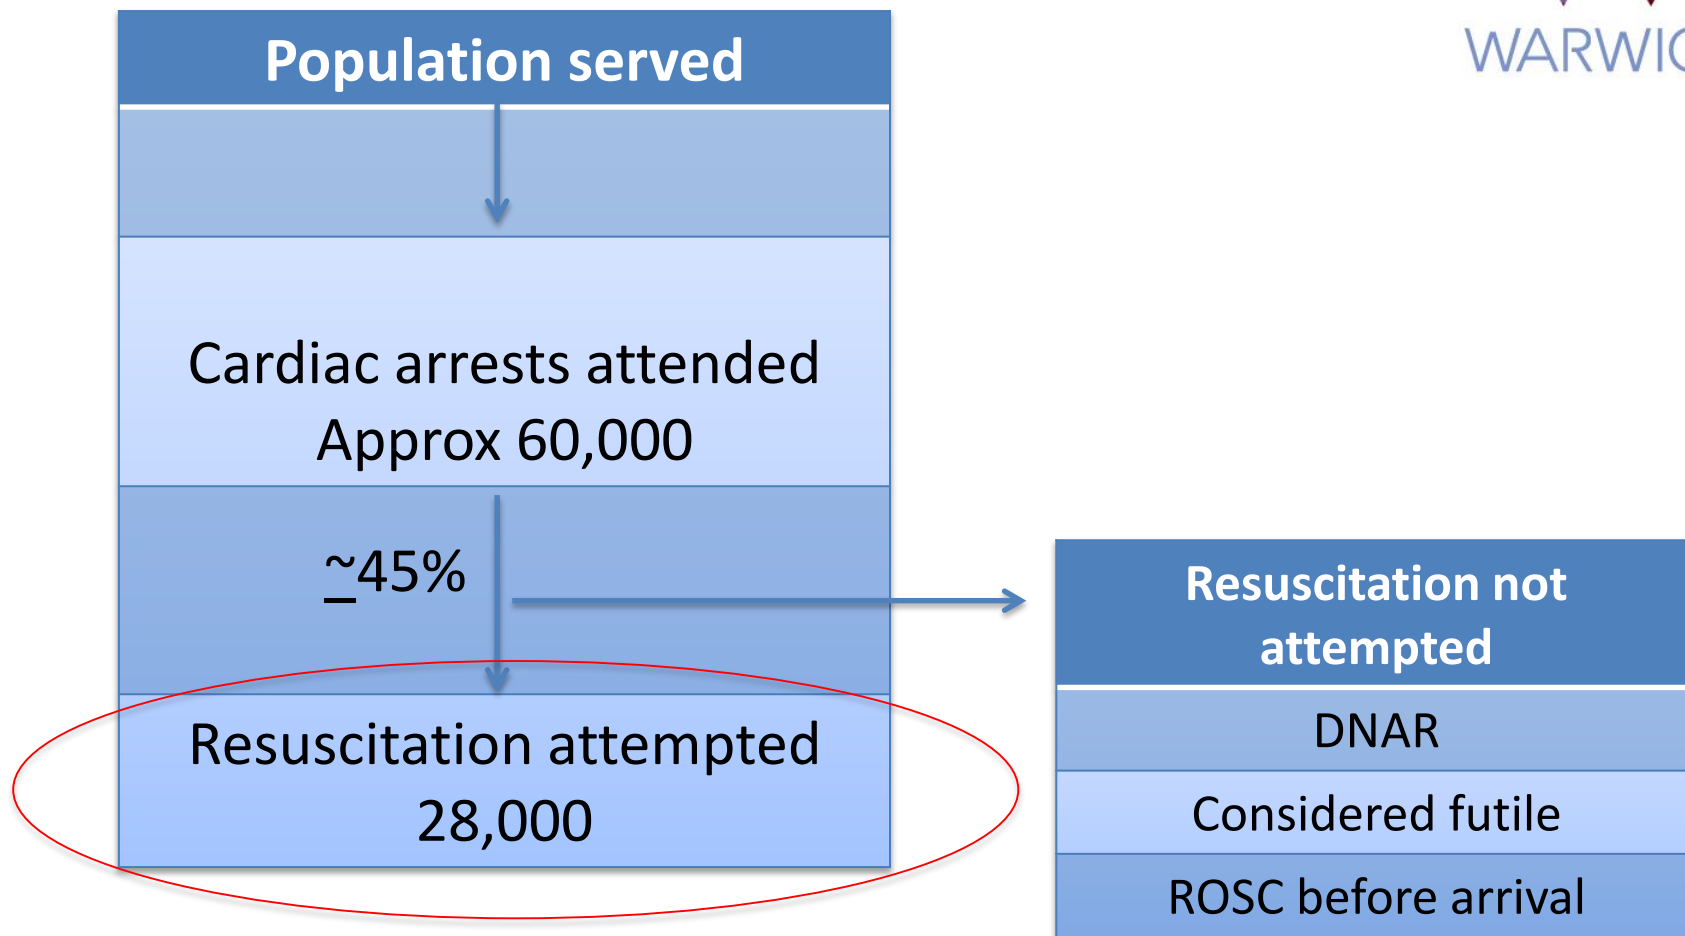 WARWIC
Population served
Cardiac arrests attended
Approx 60,000
~45%
Resuscitation attempted
28,000
Resuscitation not
attempted
DNAR
Considered futile
ROSC before arrival